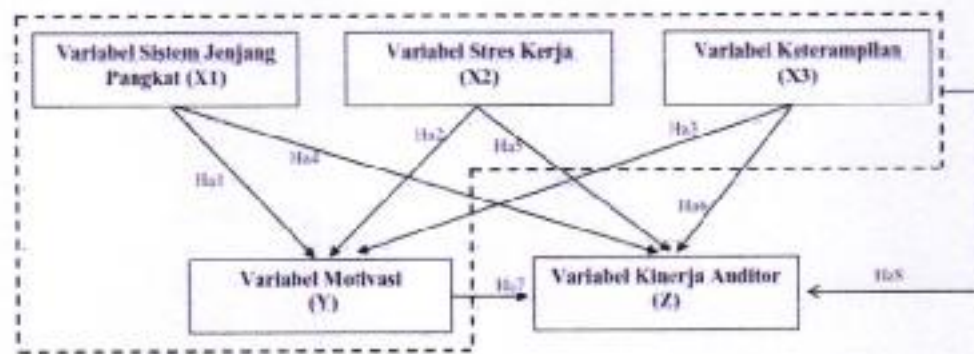 Variabel Sistem Jenjang
Pangkat (X1)
Variabel Stres Kerja
(X2)
Variabel Keterampilan
(X3)
Ha1
Ha4
Ha2
Ha5
Ha3
Ha6
Variabel Motivasi
(Y)
Ha7
Variabel Kinerja Auditor
(Z)
Ha8